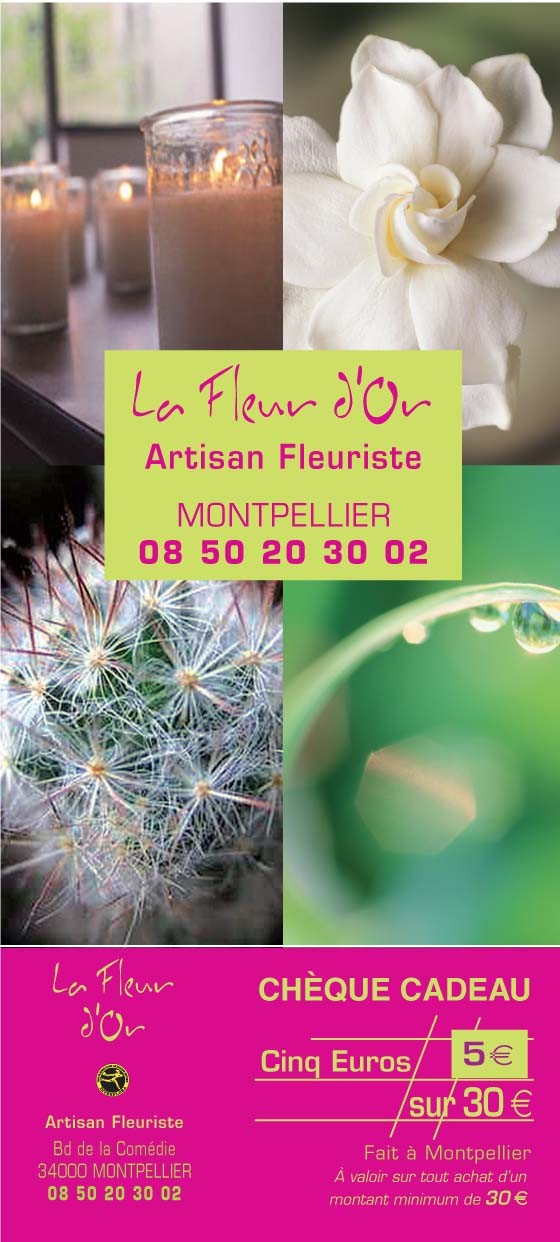 La Fleur d'Or
Artisan Fleuriste
MONTPELLIER
08 50 20 30 02
La Fleur
d'Or
Artisan Fleuriste
Bd de la Comédie
34000 MONTPELLIER
08 50 20 30 02
CHÈQUE CADEAU
Cinq Euros 5 €
sur 30 €
Fait à Montpellier
À valoir sur tout achat d'un
montant minimum de 30 €